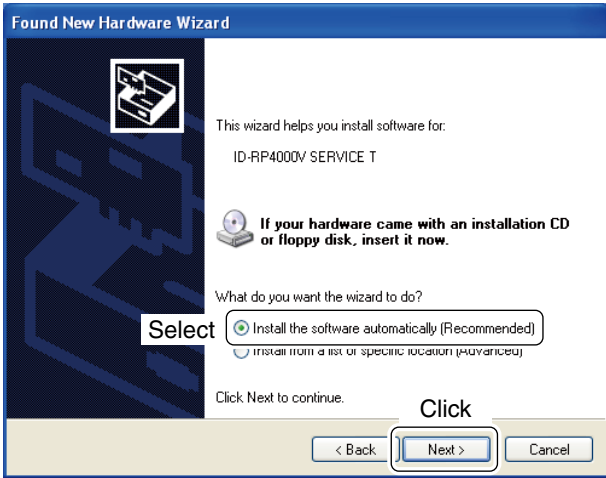 Found New Hardware Wizard
This wizard helps you install software for:
ID-RP4000V SERVICE T
If your hardware came with an installation CD
or floppy disk, insert it now.
What do you want the wizard to do?
Select
Install the software automatically (Recommended)
Install from a list or specific location (Advanced)
Click Next to continue.
Click
< Back
Next >
Cancel